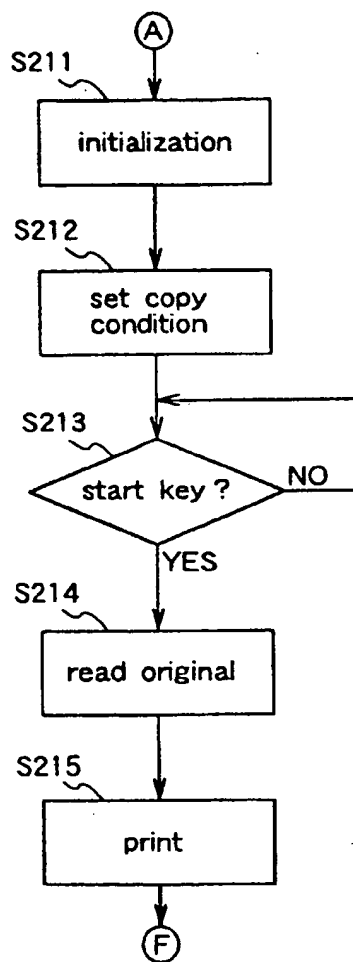 A
S211
initialization
S212
set copy
condition
S213
start key ?
NO
YES
S214
read original
S215
print
F